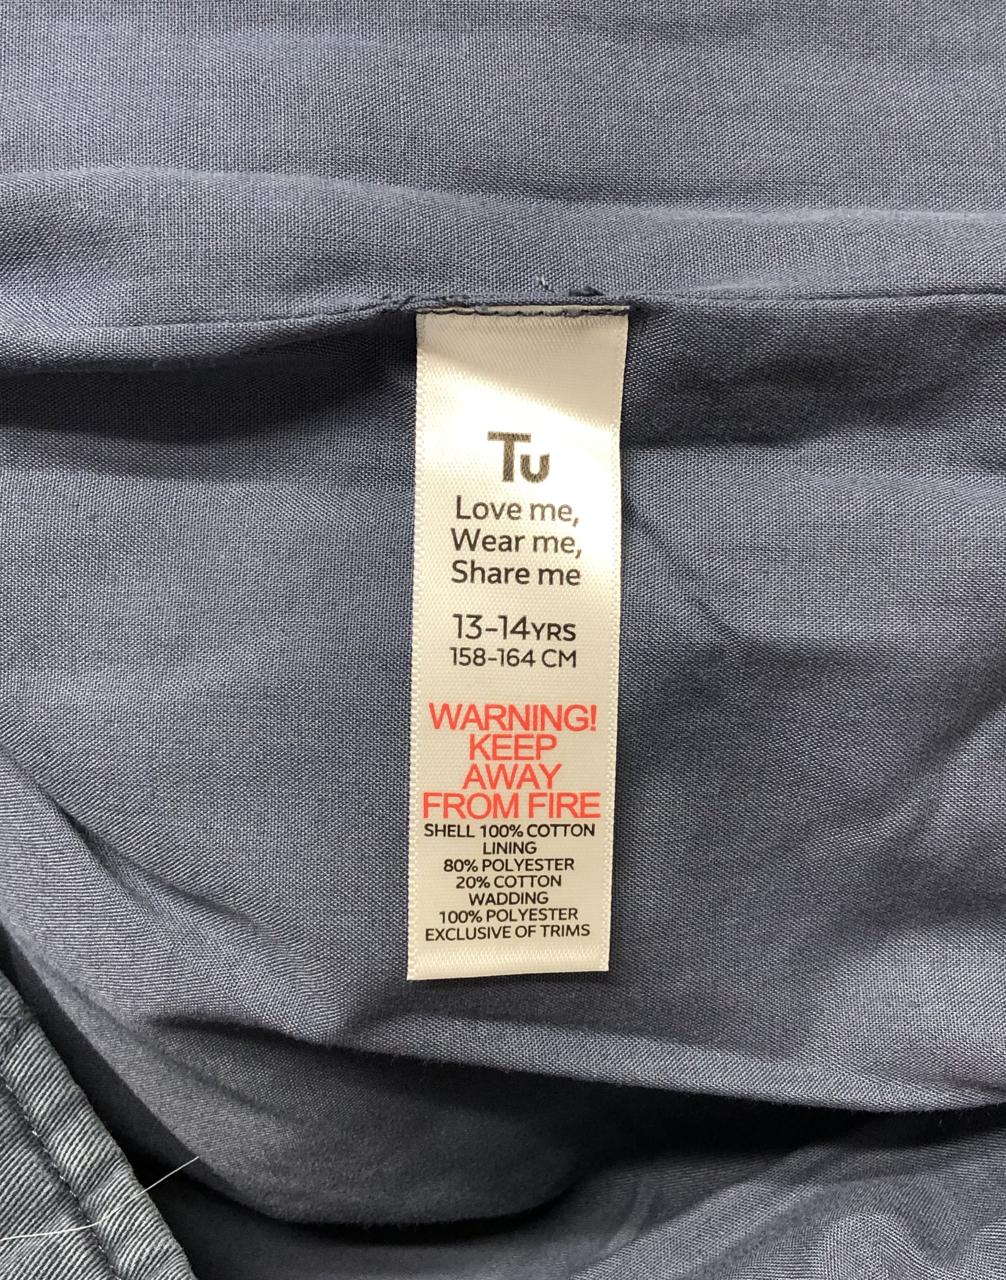 Tu
Love me,
Wear me,
Share me
13-14YRS
158-164 CM
WARNING!
KEEP
AWAY
FROM FIRE
SHELL 100% COTTON
LINING
80% POLYESTER
20% COTTON
WADDING
100% POLYESTER
EXCLUSIVE OF TRIMS